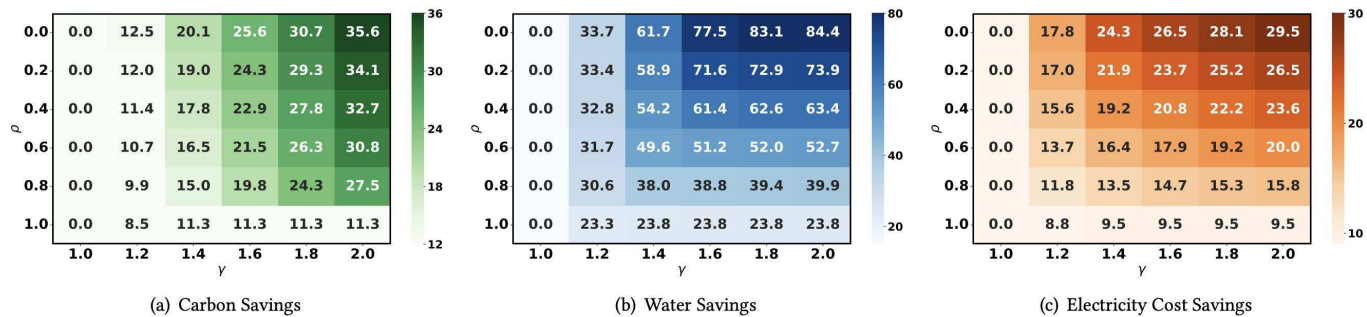 0.0 0.0 12.5 20.1 25.6 30.7 35.6
0.2 0.0 12.0 19.0 24.3 29.3 34.1
0.4 0.0 11.4 17.8 22.9 27.8 32.7
0.6 0.0 10.7 16.5 21.5 26.3 30.8
0.8 0.0 9.9 15.0 19.8 24.3 27.5
1.0 0.0 8.5 11.3 11.3 11.3 11.3
1.0 1.2 1.4 1.6 1.8 2.0
ρ
γ
36
30
24
18
12
(a) Carbon Savings
0.0 0.0 33.7 61.7 77.5 83.1 84.4
0.2 0.0 33.4 58.9 71.6 72.9 73.9
0.4 0.0 32.8 54.2 61.4 62.6 63.4
0.6 0.0 31.7 49.6 51.2 52.0 52.7
0.8 0.0 30.6 38.0 38.8 39.4 39.9
1.0 0.0 23.3 23.8 23.8 23.8 23.8
1.0 1.2 1.4 1.6 1.8 2.0
ρ
γ
80
60
40
20
(b) Water Savings
0.0 0.0 17.8 24.3 26.5 28.1 29.5
0.2 0.0 17.0 21.9 23.7 25.2 26.5
0.4 0.0 15.6 19.2 20.8 22.2 23.6
0.6 0.0 13.7 16.4 17.9 19.2 20.0
0.8 0.0 11.8 13.5 14.7 15.3 15.8
1.0 0.0 8.8 9.5 9.5 9.5 9.5
1.0 1.2 1.4 1.6 1.8 2.0
ρ
γ
30
20
10
(c) Electricity Cost Savings